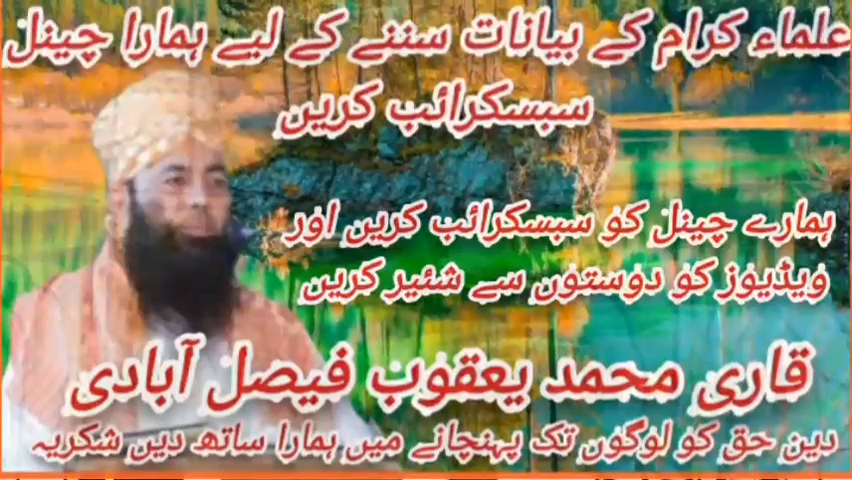 علماء کرام کے بیانات سننے کے لیے ہمارا چینل
سبسکرائب کریں
ہمارے چینل کو سبسکرائب کریں اور
ویڈیوز کو دوستوں سے شئیر کریں
قاری محمد یعقوب فیصل آبادی
دین حق کو لوگوں تک پہنچانے میں ہمارا ساتھ دیں شکریہ